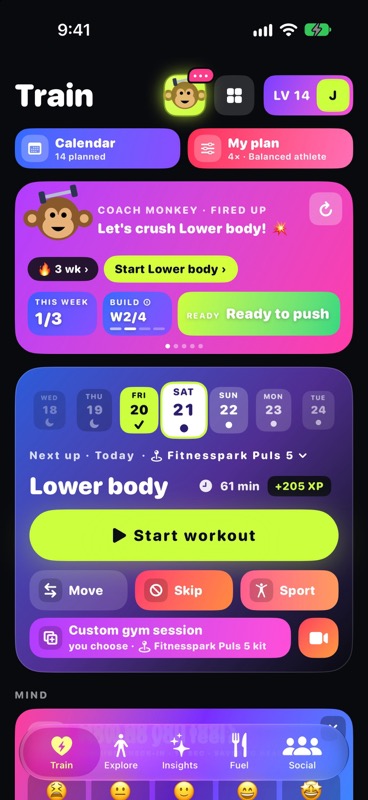 9:41
Train
LV 14 J
Calendar
14 planned
My plan
4× · Balanced athlete
COACH MONKEY · FIRED UP
Let's crush Lower body! 💥
🔥 3 wk ›
Start Lower body ›
THIS WEEK
1/3
BUILD
W2/4
READY Ready to push
WED
18
THU
19
FRI
20
SAT
21
SUN
22
MON
23
TUE
24
Next up · Today · Fitnesspark Puls 5
Lower body
61 min
+205 XP
Start workout
Move
Skip
Sport
Custom gym session
you choose · Fitnesspark Puls 5 kit
MIND
Train
Explore
Insights
Fuel
Social